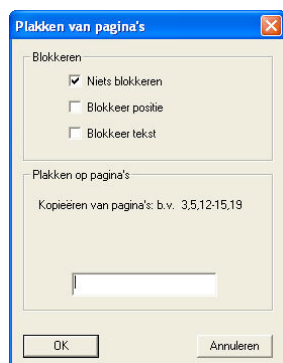 Plakken van pagina's
Blokkeren
Niets blokkeren
Blokkeer positie
Blokkeer tekst
Plakken op pagina's
Kopiëëren van pagina's: b.v. 3,5,12-15,19
OK
Annuleren